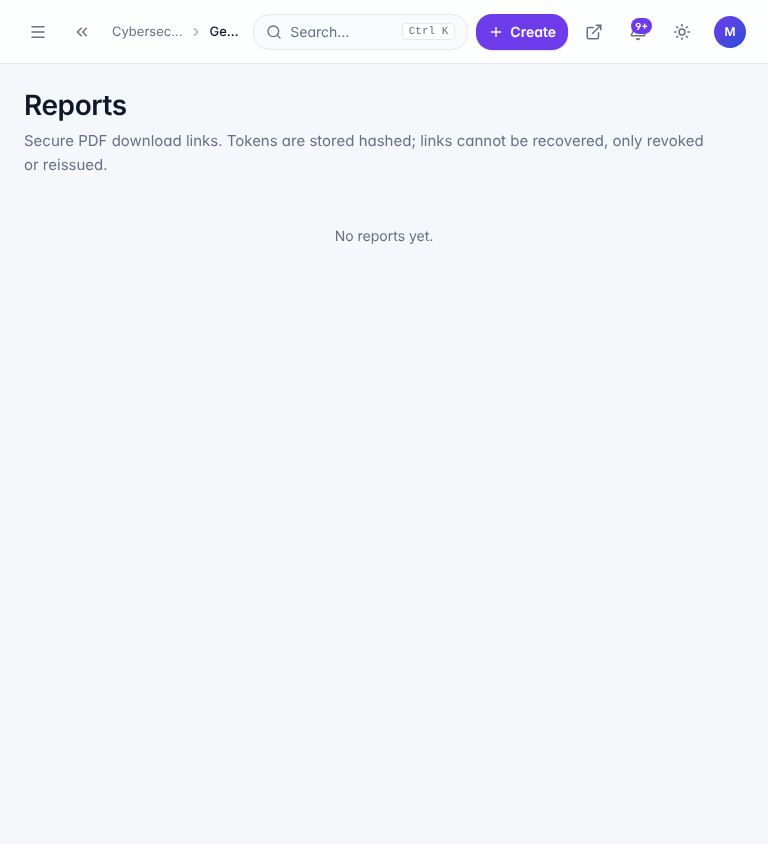 Cybersec... > Ge...
Search...
Ctrl K
+ Create
9+
M
Reports
Secure PDF download links. Tokens are stored hashed; links cannot be recovered, only revoked
or reissued.
No reports yet.